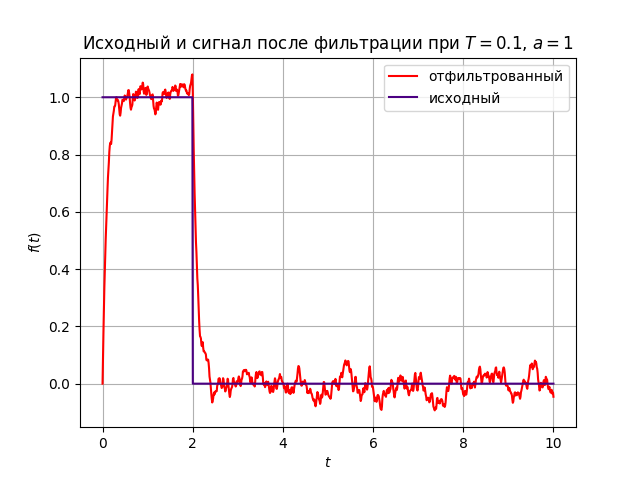 Исходный и сигнал после фильтрации при T = 0.1, a = 1
отфильтрованный
исходный
f(t)
1.0
0.8
0.6
0.4
0.2
0.0
0 2 4 6 8 10
t